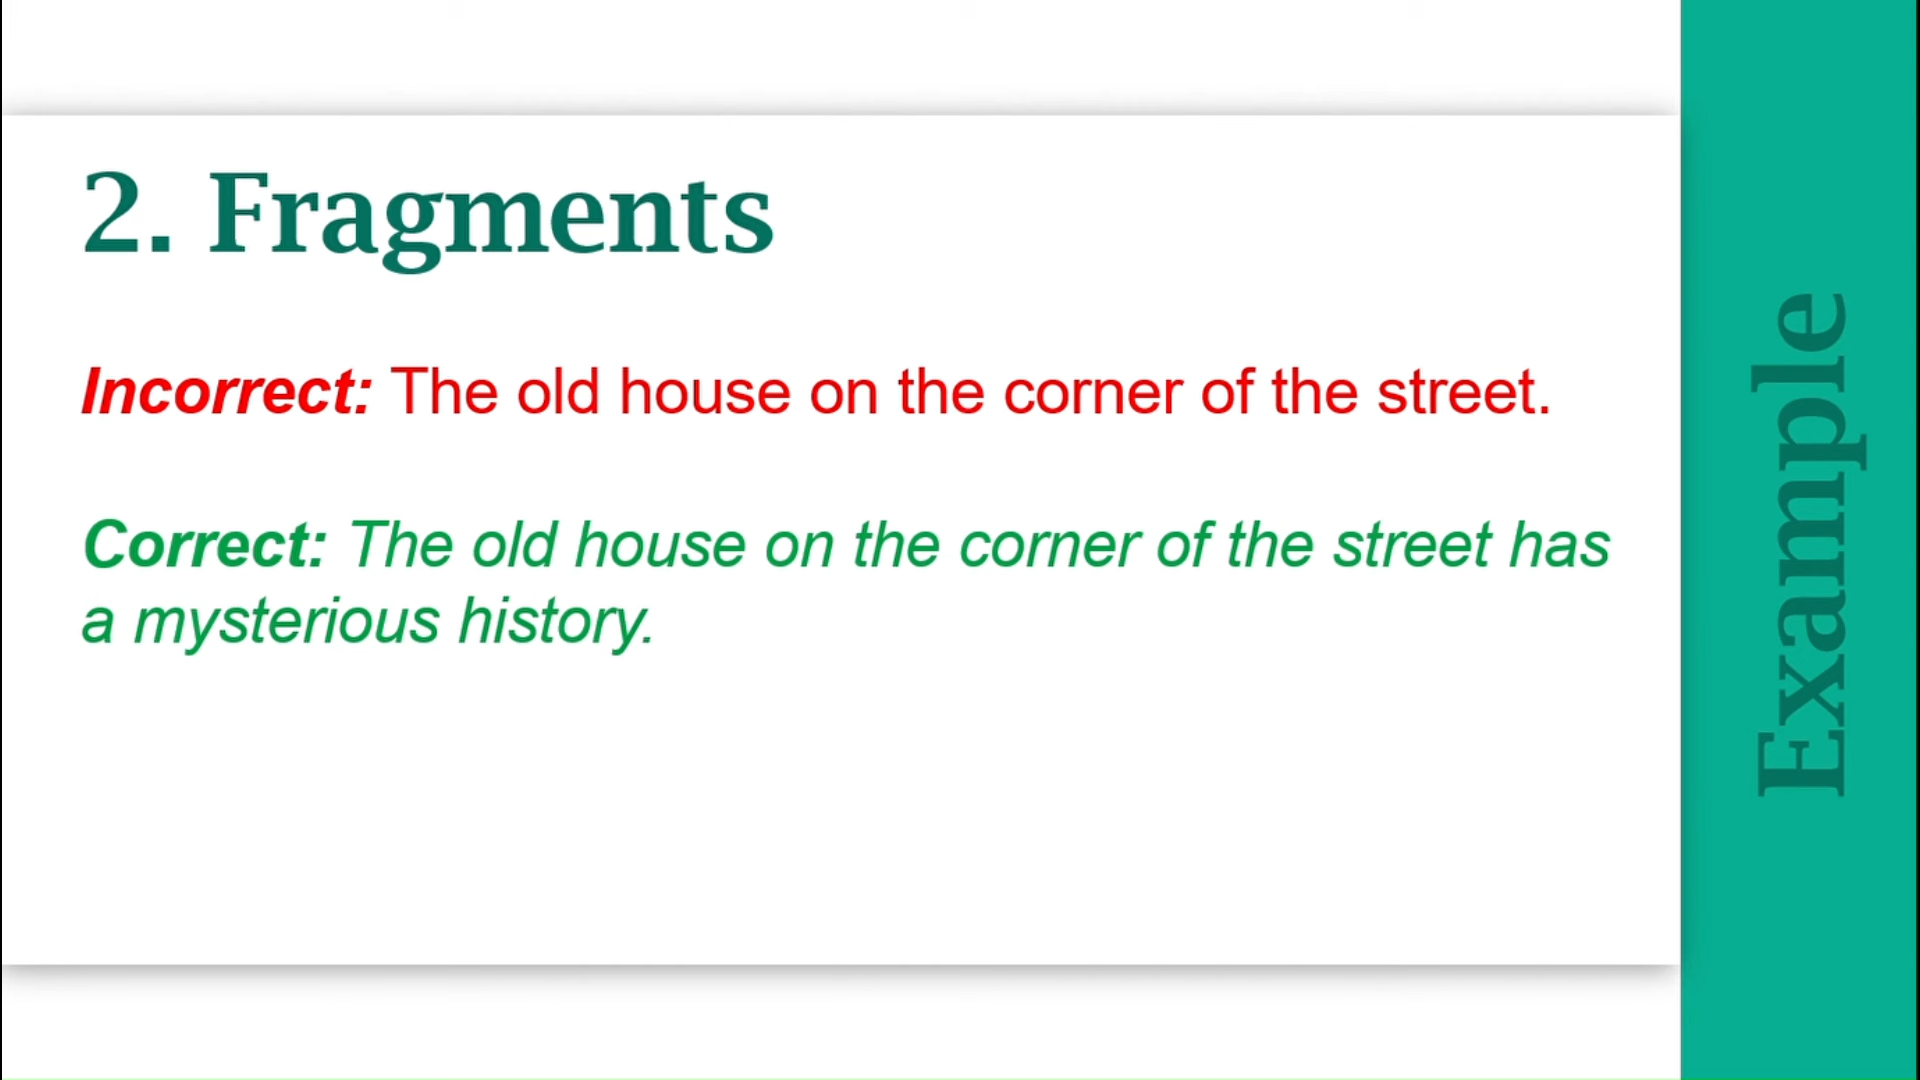 2. Fragments
Incorrect: The old house on the corner of the street.
Correct: The old house on the corner of the street has
a mysterious history.
Example